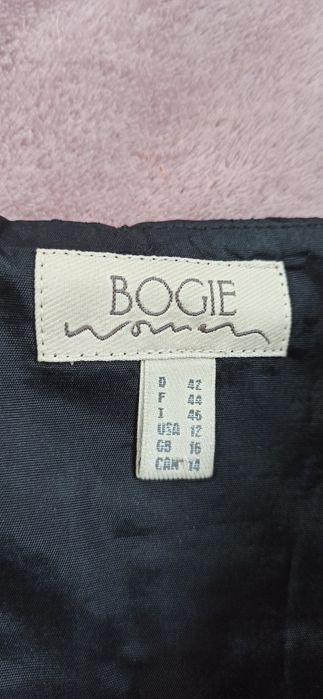 BOGIE
women
D 42
F 44
I 46
USA 12
GB 16
CAN 14